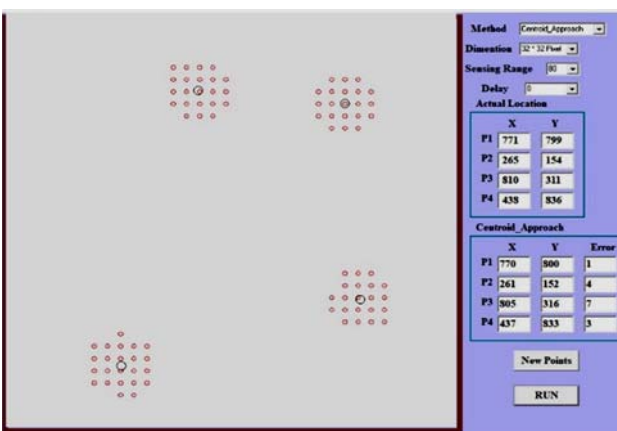 Method Centroid_Approach
Dimention 32 * 32 Pixel
Sensing Range 80
Delay 0
Actual Location
X Y
P1 771 799
P2 265 154
P3 810 311
P4 438 836
Centroid_Approach
X Y Error
P1 770 800 1
P2 261 152 4
P3 805 316 7
P4 437 833 3
New Points
RUN